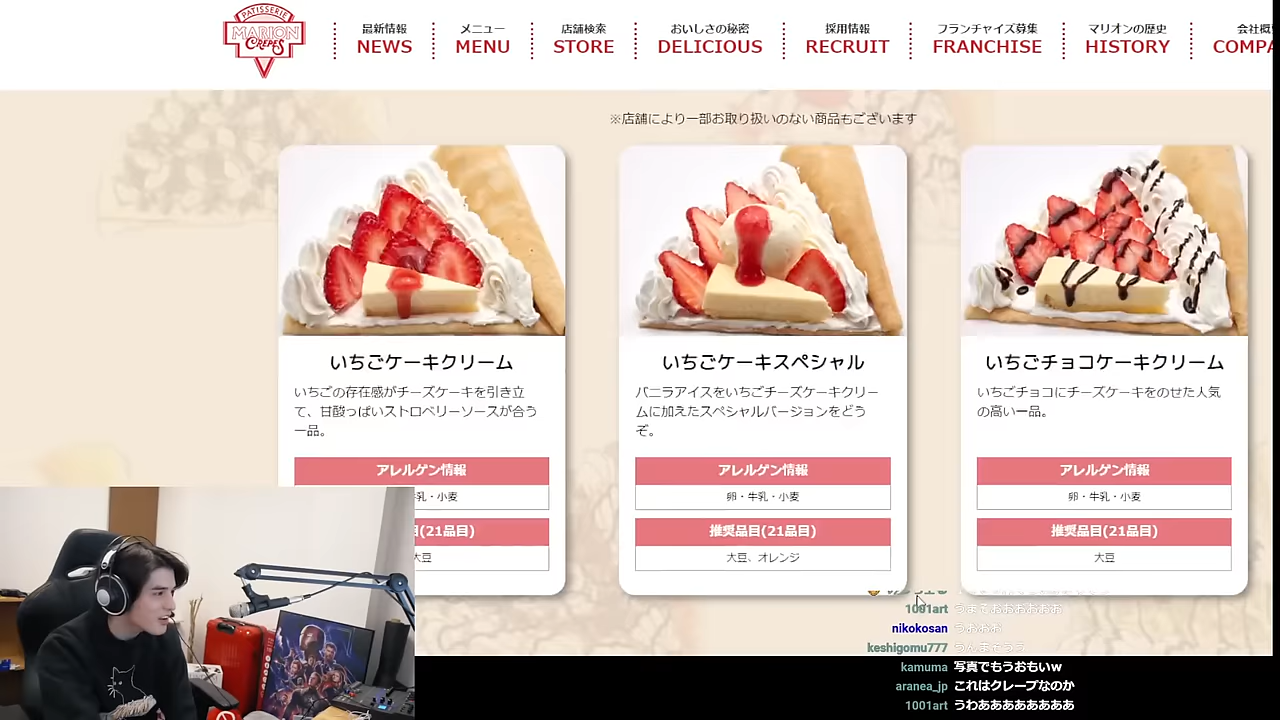 PATISSERIE
MARION
CRÊPES
最新情報
NEWS
メニュー
MENU
店舗検索
STORE
おいしさの秘密
DELICIOUS
採用情報
RECRUIT
フランチャイズ募集
FRANCHISE
マリオンの歴史
HISTORY
会社概
COMPA
※店舗により一部お取り扱いのない商品もございます
いちごケーキクリーム
いちごの存在感がチーズケーキを引き立
て、甘酸っぱいストロベリーソースが合う
一品。
アレルゲン情報
乳・小麦
目(21品目)
大豆
いちごケーキスペシャル
バニラアイスをいちごチーズケーキクリー
ムに加えたスペシャルバージョンをどう
ぞ。
アレルゲン情報
卵・牛乳・小麦
推奨品目(21品目)
大豆、オレンジ
いちごチョコケーキクリーム
いちごチョコにチーズケーキをのせた人気
の高い一品。
アレルゲン情報
卵・牛乳・小麦
推奨品目(21品目)
大豆
1001art うまそおおおおおお
nikokosan うおおお
keshigomu777
kamuma 写真でもうおもいw
aranea_jp これはクレープなのか
1001art うわああああああああ